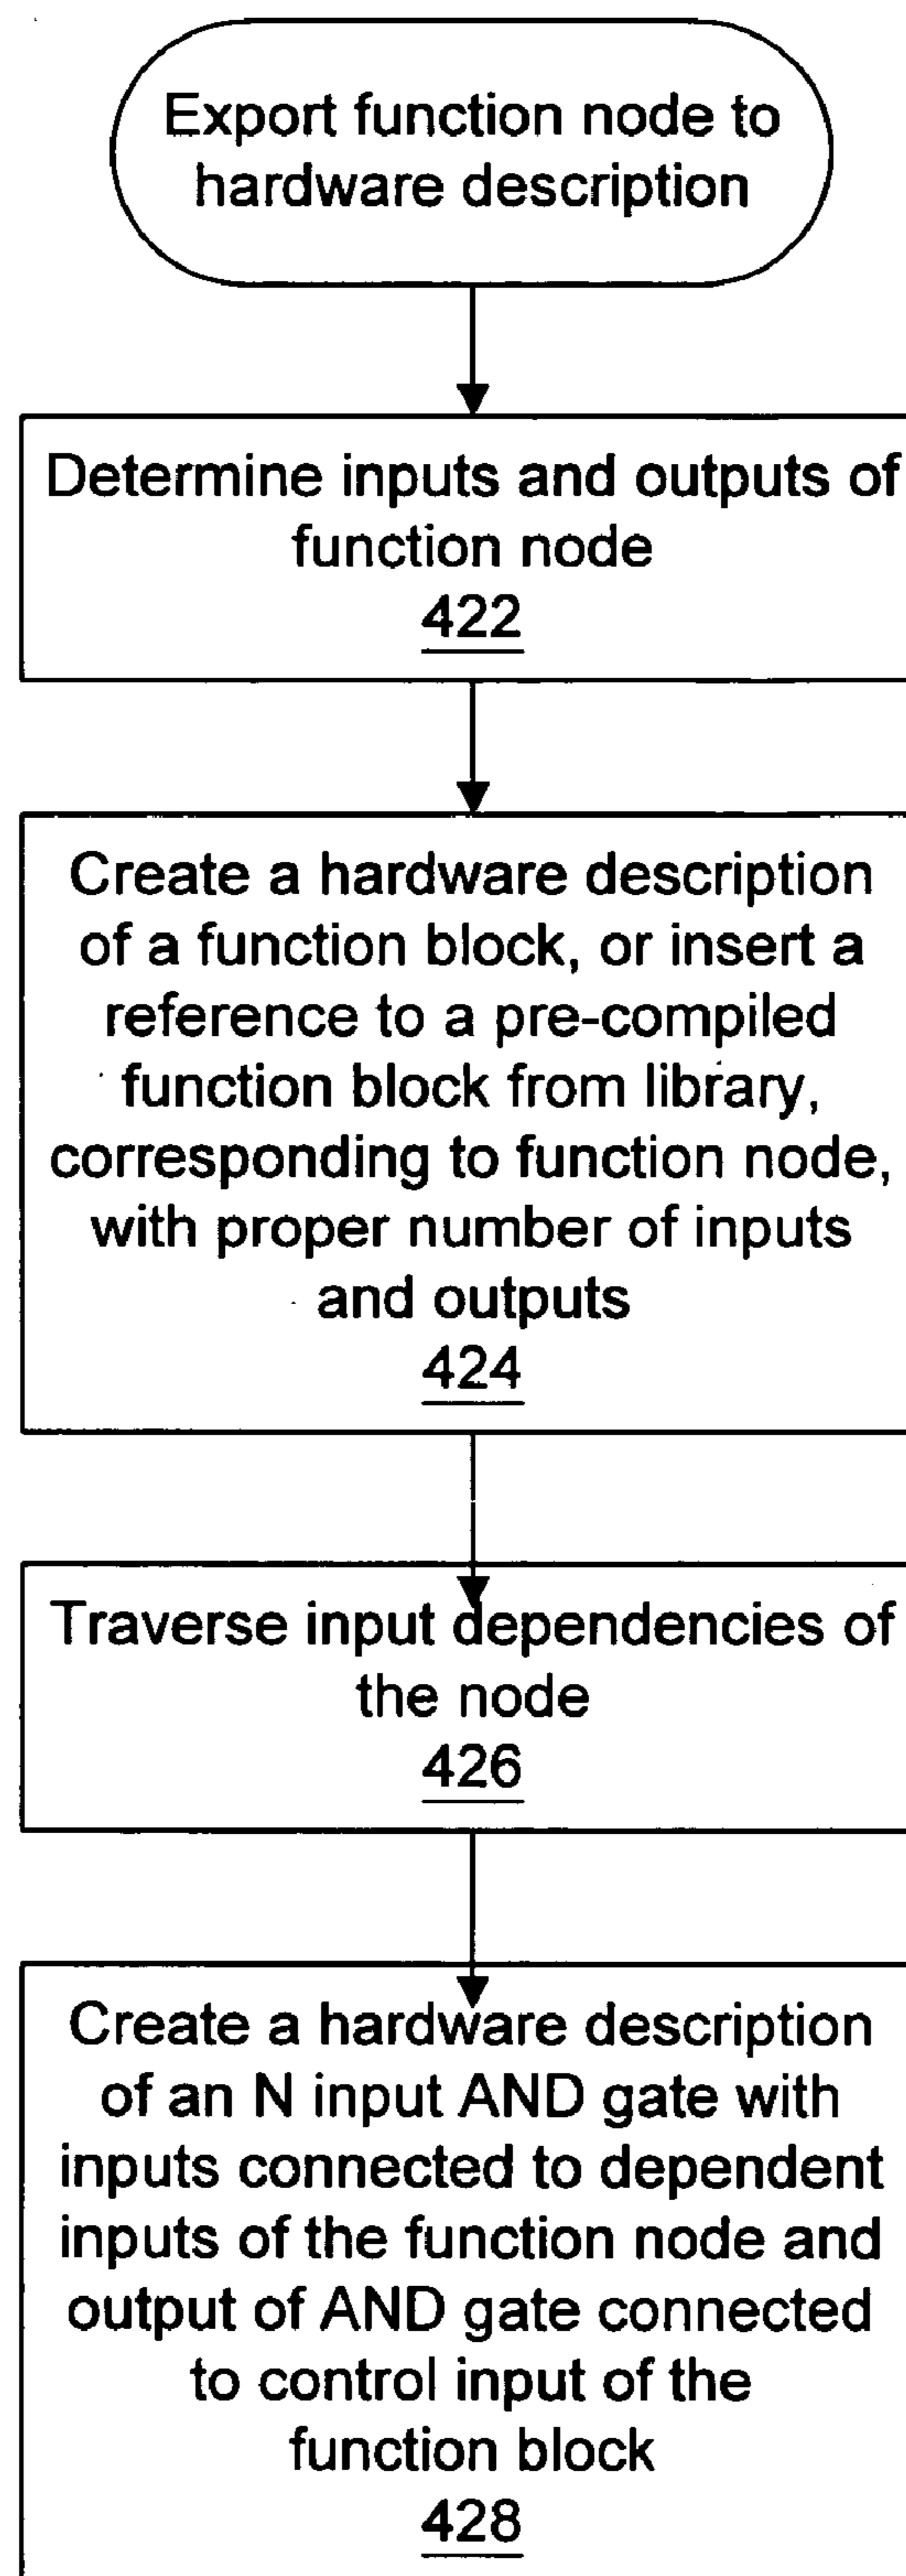 Export function node to
hardware description
Determine inputs and outputs of
function node
422
Create a hardware description
of a function block, or insert a
reference to a pre-compiled
function block from library,
corresponding to function node,
with proper number of inputs
and outputs
424
Traverse input dependencies of
the node
426
Create a hardware description
of an N input AND gate with
inputs connected to dependent
inputs of the function node and
output of AND gate connected
to control input of the
function block
428